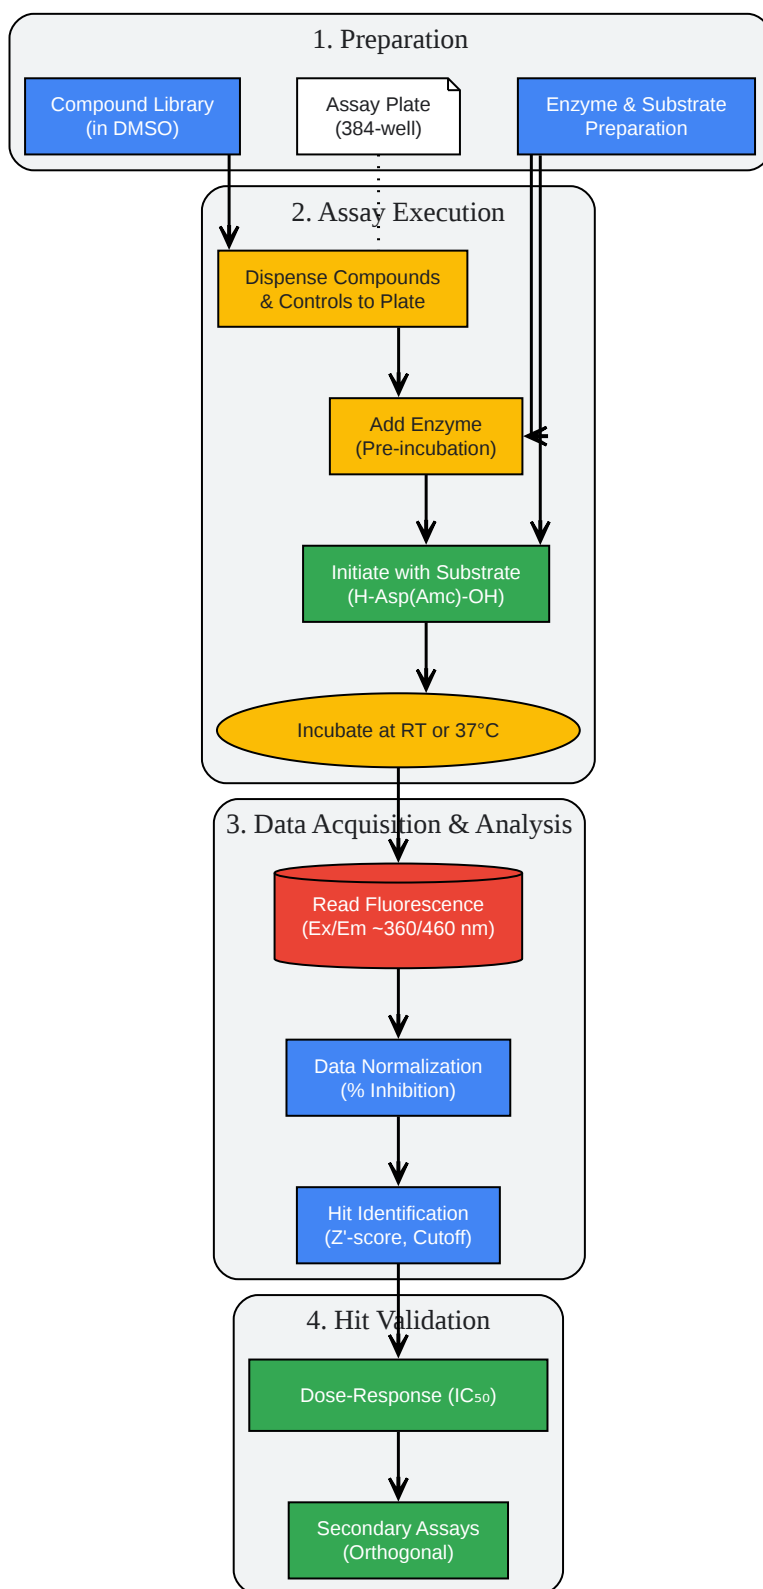 1. Preparation
Compound Library
(in DMSO)
Assay Plate
(384-well)
Enzyme & Substrate
Preparation
2. Assay Execution
Dispense Compounds
& Controls to Plate
Add Enzyme
(Pre-incubation)
Initiate with Substrate
(H-Asp(Amc)-OH)
Incubate at RT or 37°C
3. Data Acquisition & Analysis
Read Fluorescence
(Ex/Em ~360/460 nm)
Data Normalization
(% Inhibition)
Hit Identification
(Z'-score, Cutoff)
4. Hit Validation
Dose-Response (IC₅₀)
Secondary Assays
(Orthogonal)